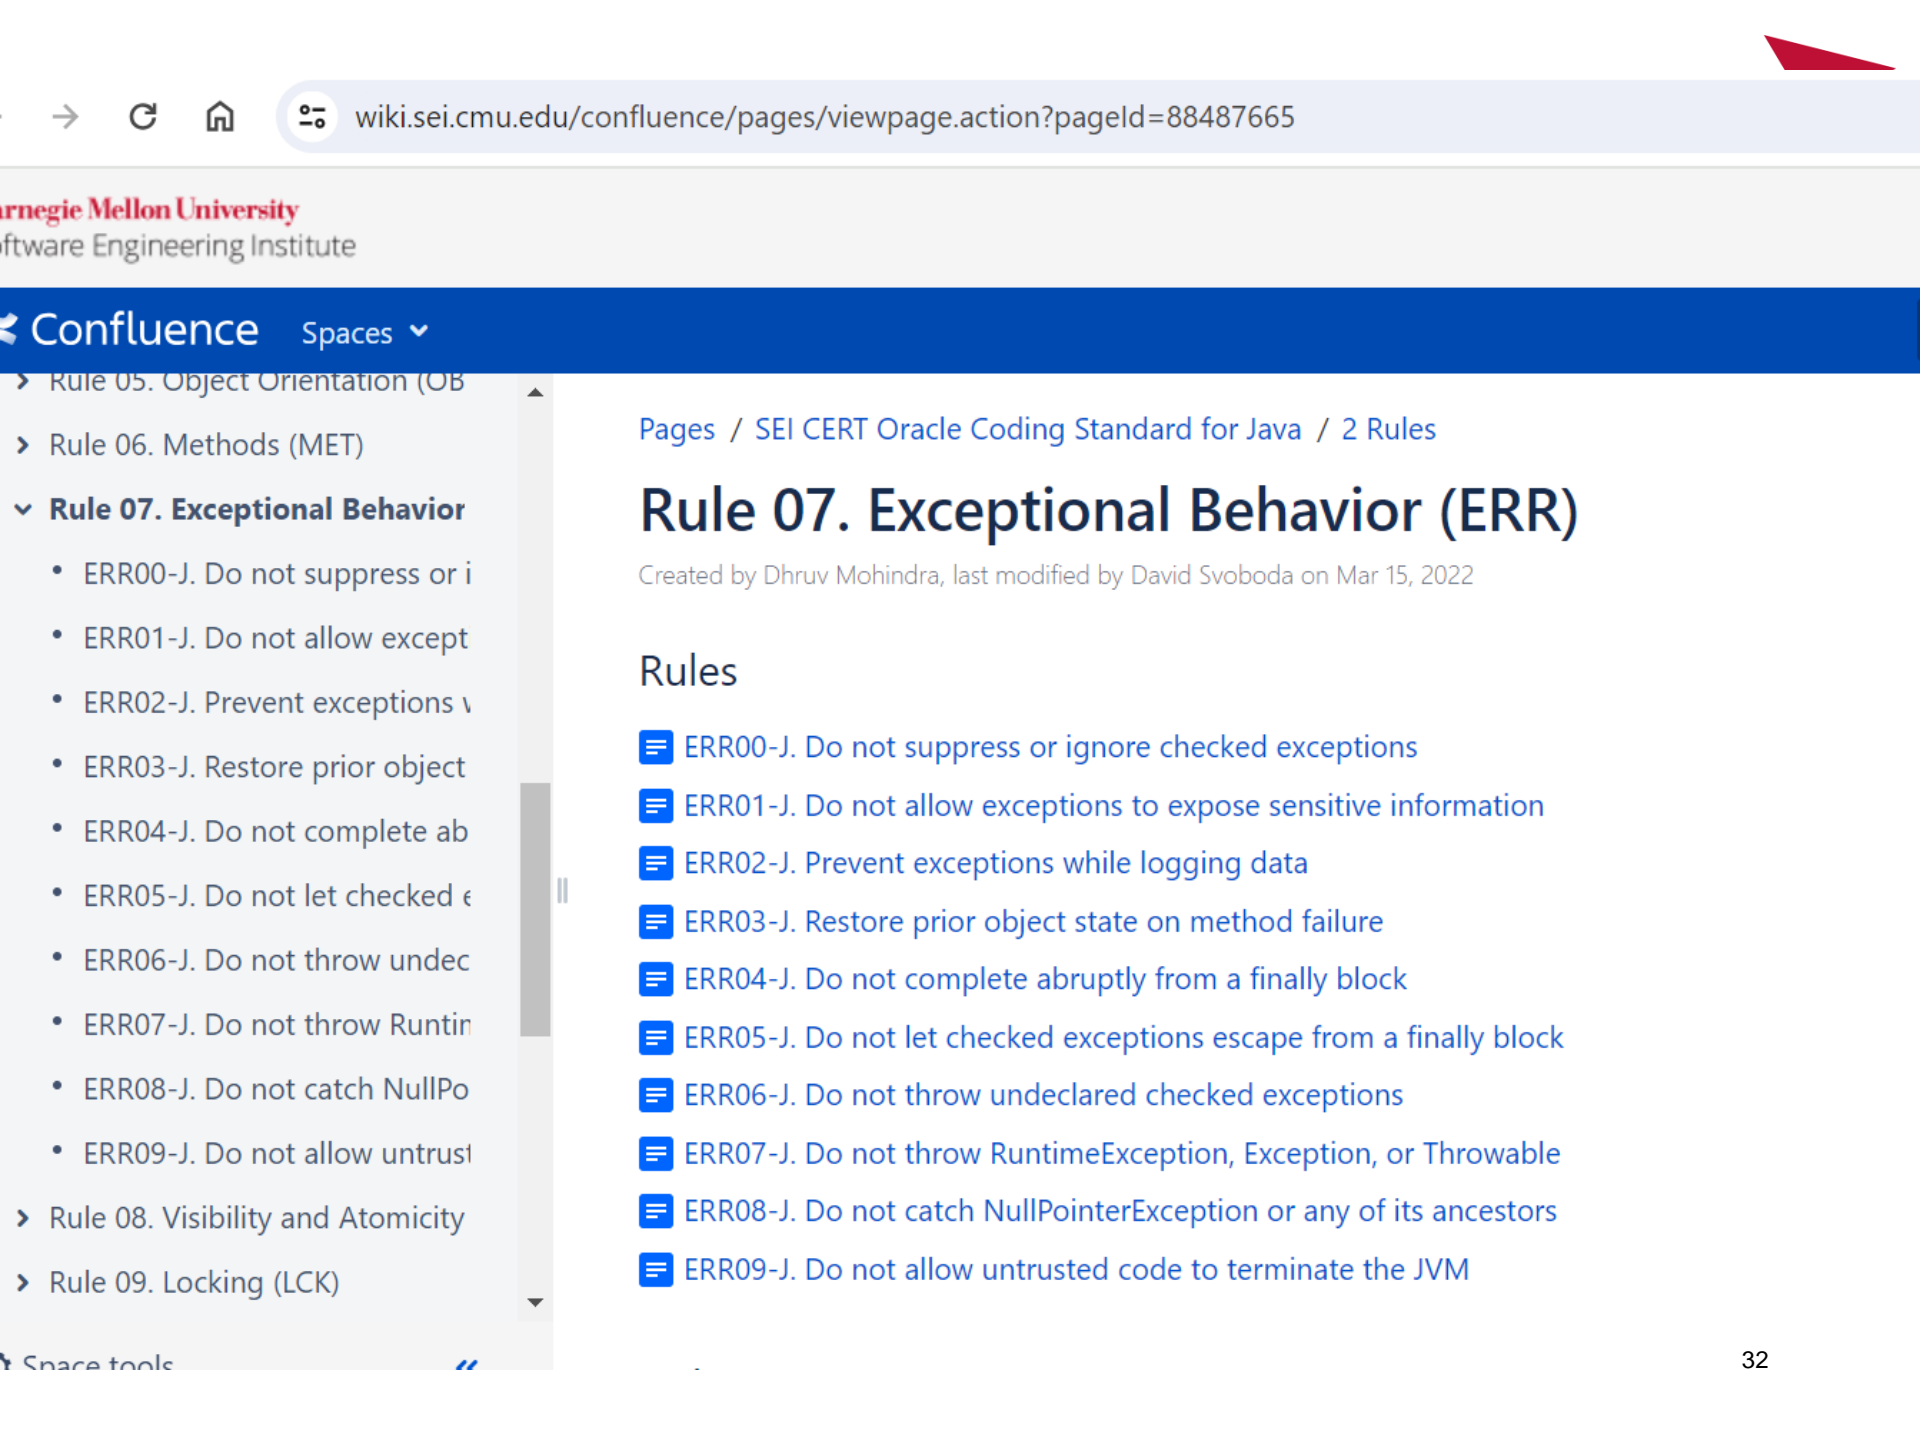 wiki.sei.cmu.edu/confluence/pages/viewpage.action?pageId=88487665
arnegie Mellon University
oftware Engineering Institute
Confluence Spaces
Rule 05. Object Orientation (OB
Rule 06. Methods (MET)
Rule 07. Exceptional Behavior
• ERR00-J. Do not suppress or i
• ERR01-J. Do not allow except
• ERR02-J. Prevent exceptions w
• ERR03-J. Restore prior object
• ERR04-J. Do not complete ab
• ERR05-J. Do not let checked e
• ERR06-J. Do not throw undec
• ERR07-J. Do not throw Runtim
• ERR08-J. Do not catch NullPo
• ERR09-J. Do not allow untrust
Rule 08. Visibility and Atomicity
Rule 09. Locking (LCK)
Space tools
Pages / SEI CERT Oracle Coding Standard for Java / 2 Rules
Rule 07. Exceptional Behavior (ERR)
Created by Dhruv Mohindra, last modified by David Svoboda on Mar 15, 2022
Rules
ERR00-J. Do not suppress or ignore checked exceptions
ERR01-J. Do not allow exceptions to expose sensitive information
ERR02-J. Prevent exceptions while logging data
ERR03-J. Restore prior object state on method failure
ERR04-J. Do not complete abruptly from a finally block
ERR05-J. Do not let checked exceptions escape from a finally block
ERR06-J. Do not throw undeclared checked exceptions
ERR07-J. Do not throw RuntimeException, Exception, or Throwable
ERR08-J. Do not catch NullPointerException or any of its ancestors
ERR09-J. Do not allow untrusted code to terminate the JVM
32